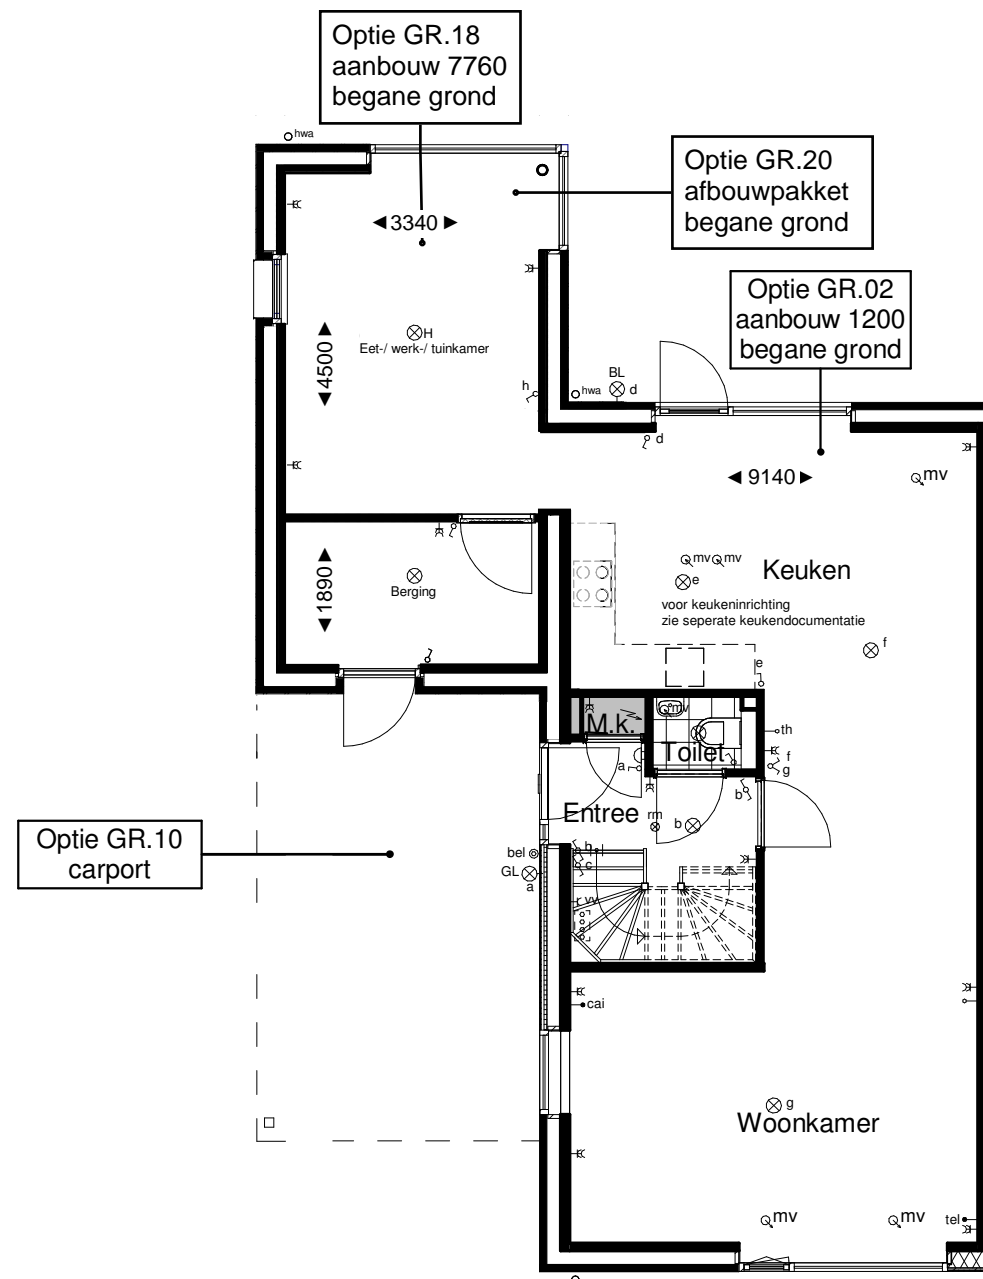 Optie GR.18
aanbouw 7760
begane grond
hwa
Optie GR.20
afbouwpakket
begane grond
3340
Optie GR.02
aanbouw 1200
begane grond
H
Eet-/ werk-/ tuinkamer
4500
BL
h
hwa
d
d
9140
mv
mv
mv
Keuken
e
1890
Berging
voor keukeninrichting
zie seperate keukendocumentatie
f
e
M.k.
mv
Toilet
th
f
g
a
b
Entree
rm
b
Optie GR.10
carport
bel
b
c
GL
a
vv
cai
g
Woonkamer
mv
mv
tel